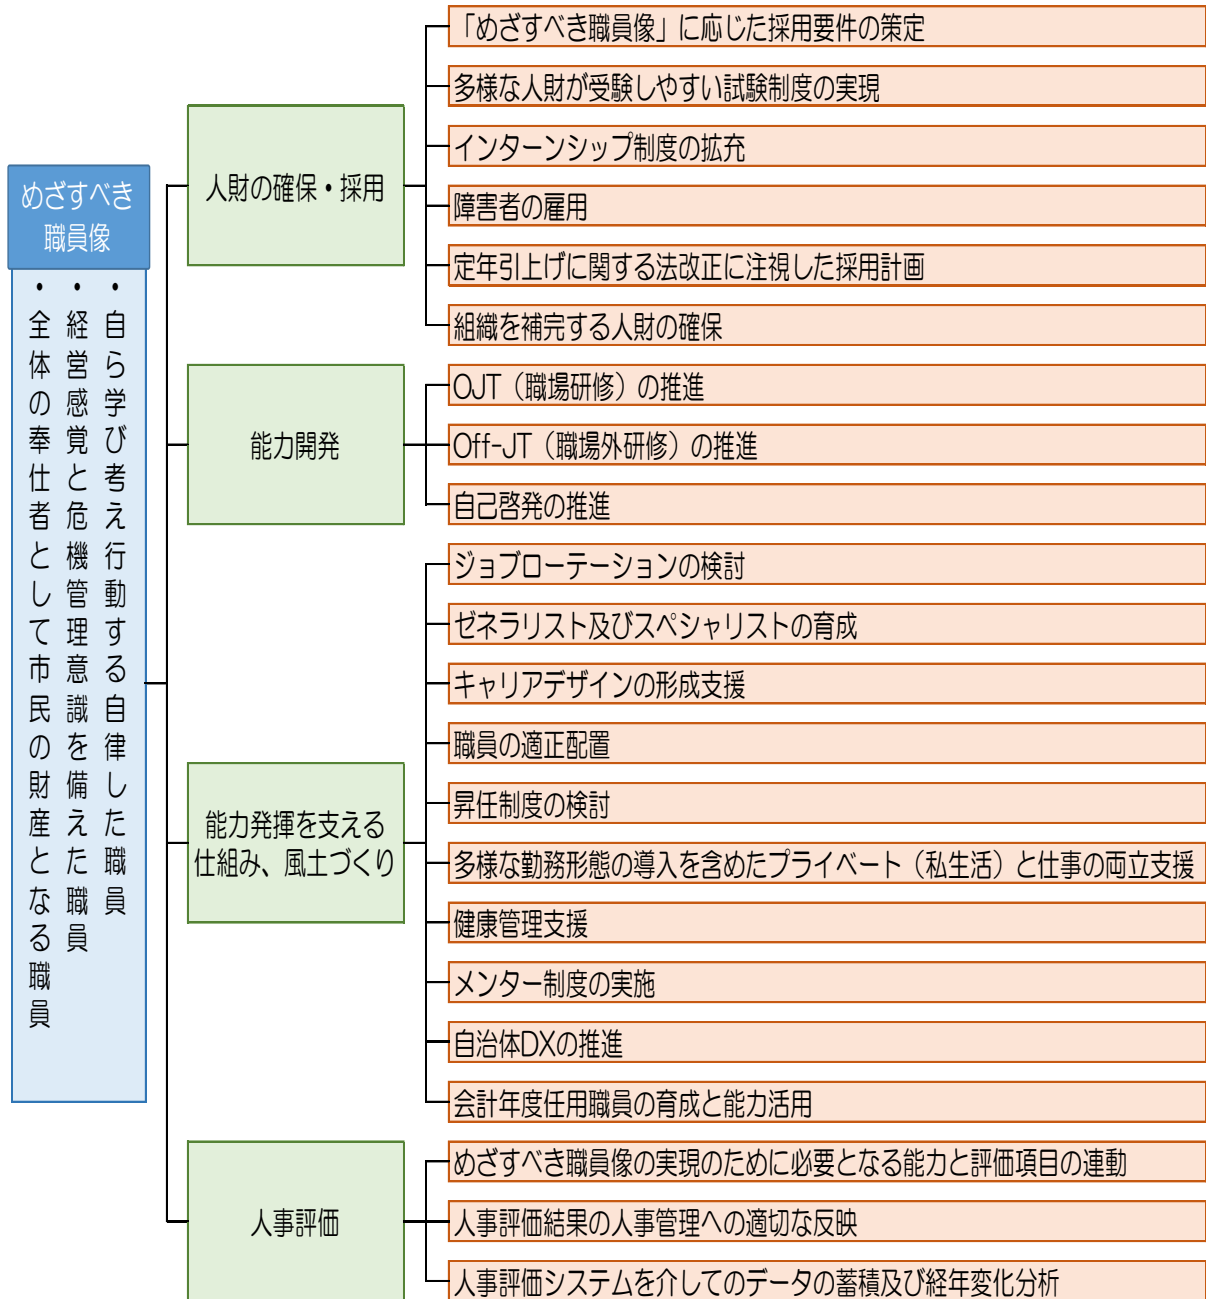 めざすべき
職員像
・自ら学び考え行動する自律した職員
・経営感覚と危機管理意識を備えた職員
・全体の奉仕者として市民の財産となる職員
人財の確保・採用
「めざすべき職員像」に応じた採用要件の策定
多様な人財が受験しやすい試験制度の実現
インターンシップ制度の拡充
障害者の雇用
定年引上げに関する法改正に注視した採用計画
組織を補完する人財の確保
能力開発
OJT（職場研修）の推進
Off-JT（職場外研修）の推進
自己啓発の推進
能力発揮を支える
仕組み、風土づくり
ジョブローテーションの検討
ゼネラリスト及びスペシャリストの育成
キャリアデザインの形成支援
職員の適正配置
昇任制度の検討
多様な勤務形態の導入を含めたプライベート（私生活）と仕事の両立支援
健康管理支援
メンター制度の実施
自治体DXの推進
会計年度任用職員の育成と能力活用
人事評価
めざすべき職員像の実現のために必要となる能力と評価項目の連動
人事評価結果の人事管理への適切な反映
人事評価システムを介してのデータの蓄積及び経年変化分析